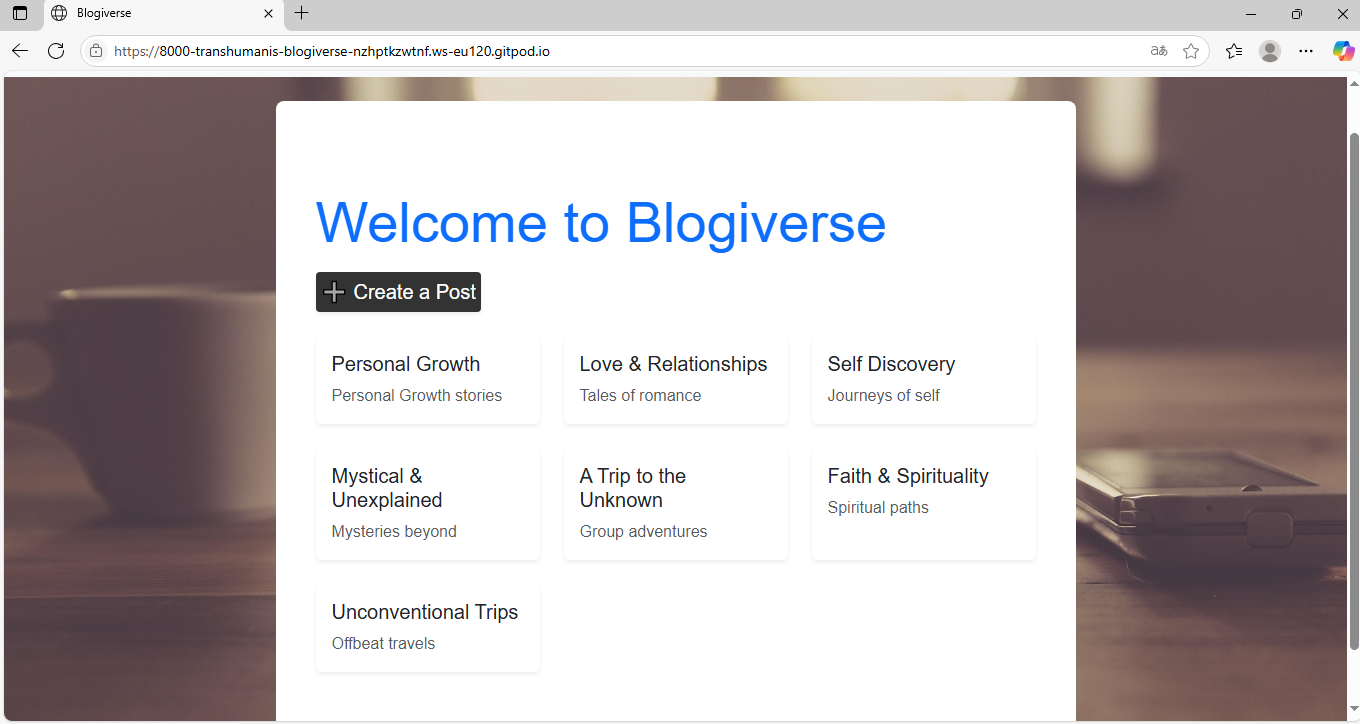 Blogiverse
https://8000-transhumanis-blogiverse-nzhptkzwtnf.ws-eu120.gitpod.io
aあ
Welcome to Blogiverse
Create a Post
Personal Growth
Personal Growth stories
Love & Relationships
Tales of romance
Self Discovery
Journeys of self
Mystical &
Unexplained
Mysteries beyond
A Trip to the
Unknown
Group adventures
Faith & Spirituality
Spiritual paths
Unconventional Trips
Offbeat travels